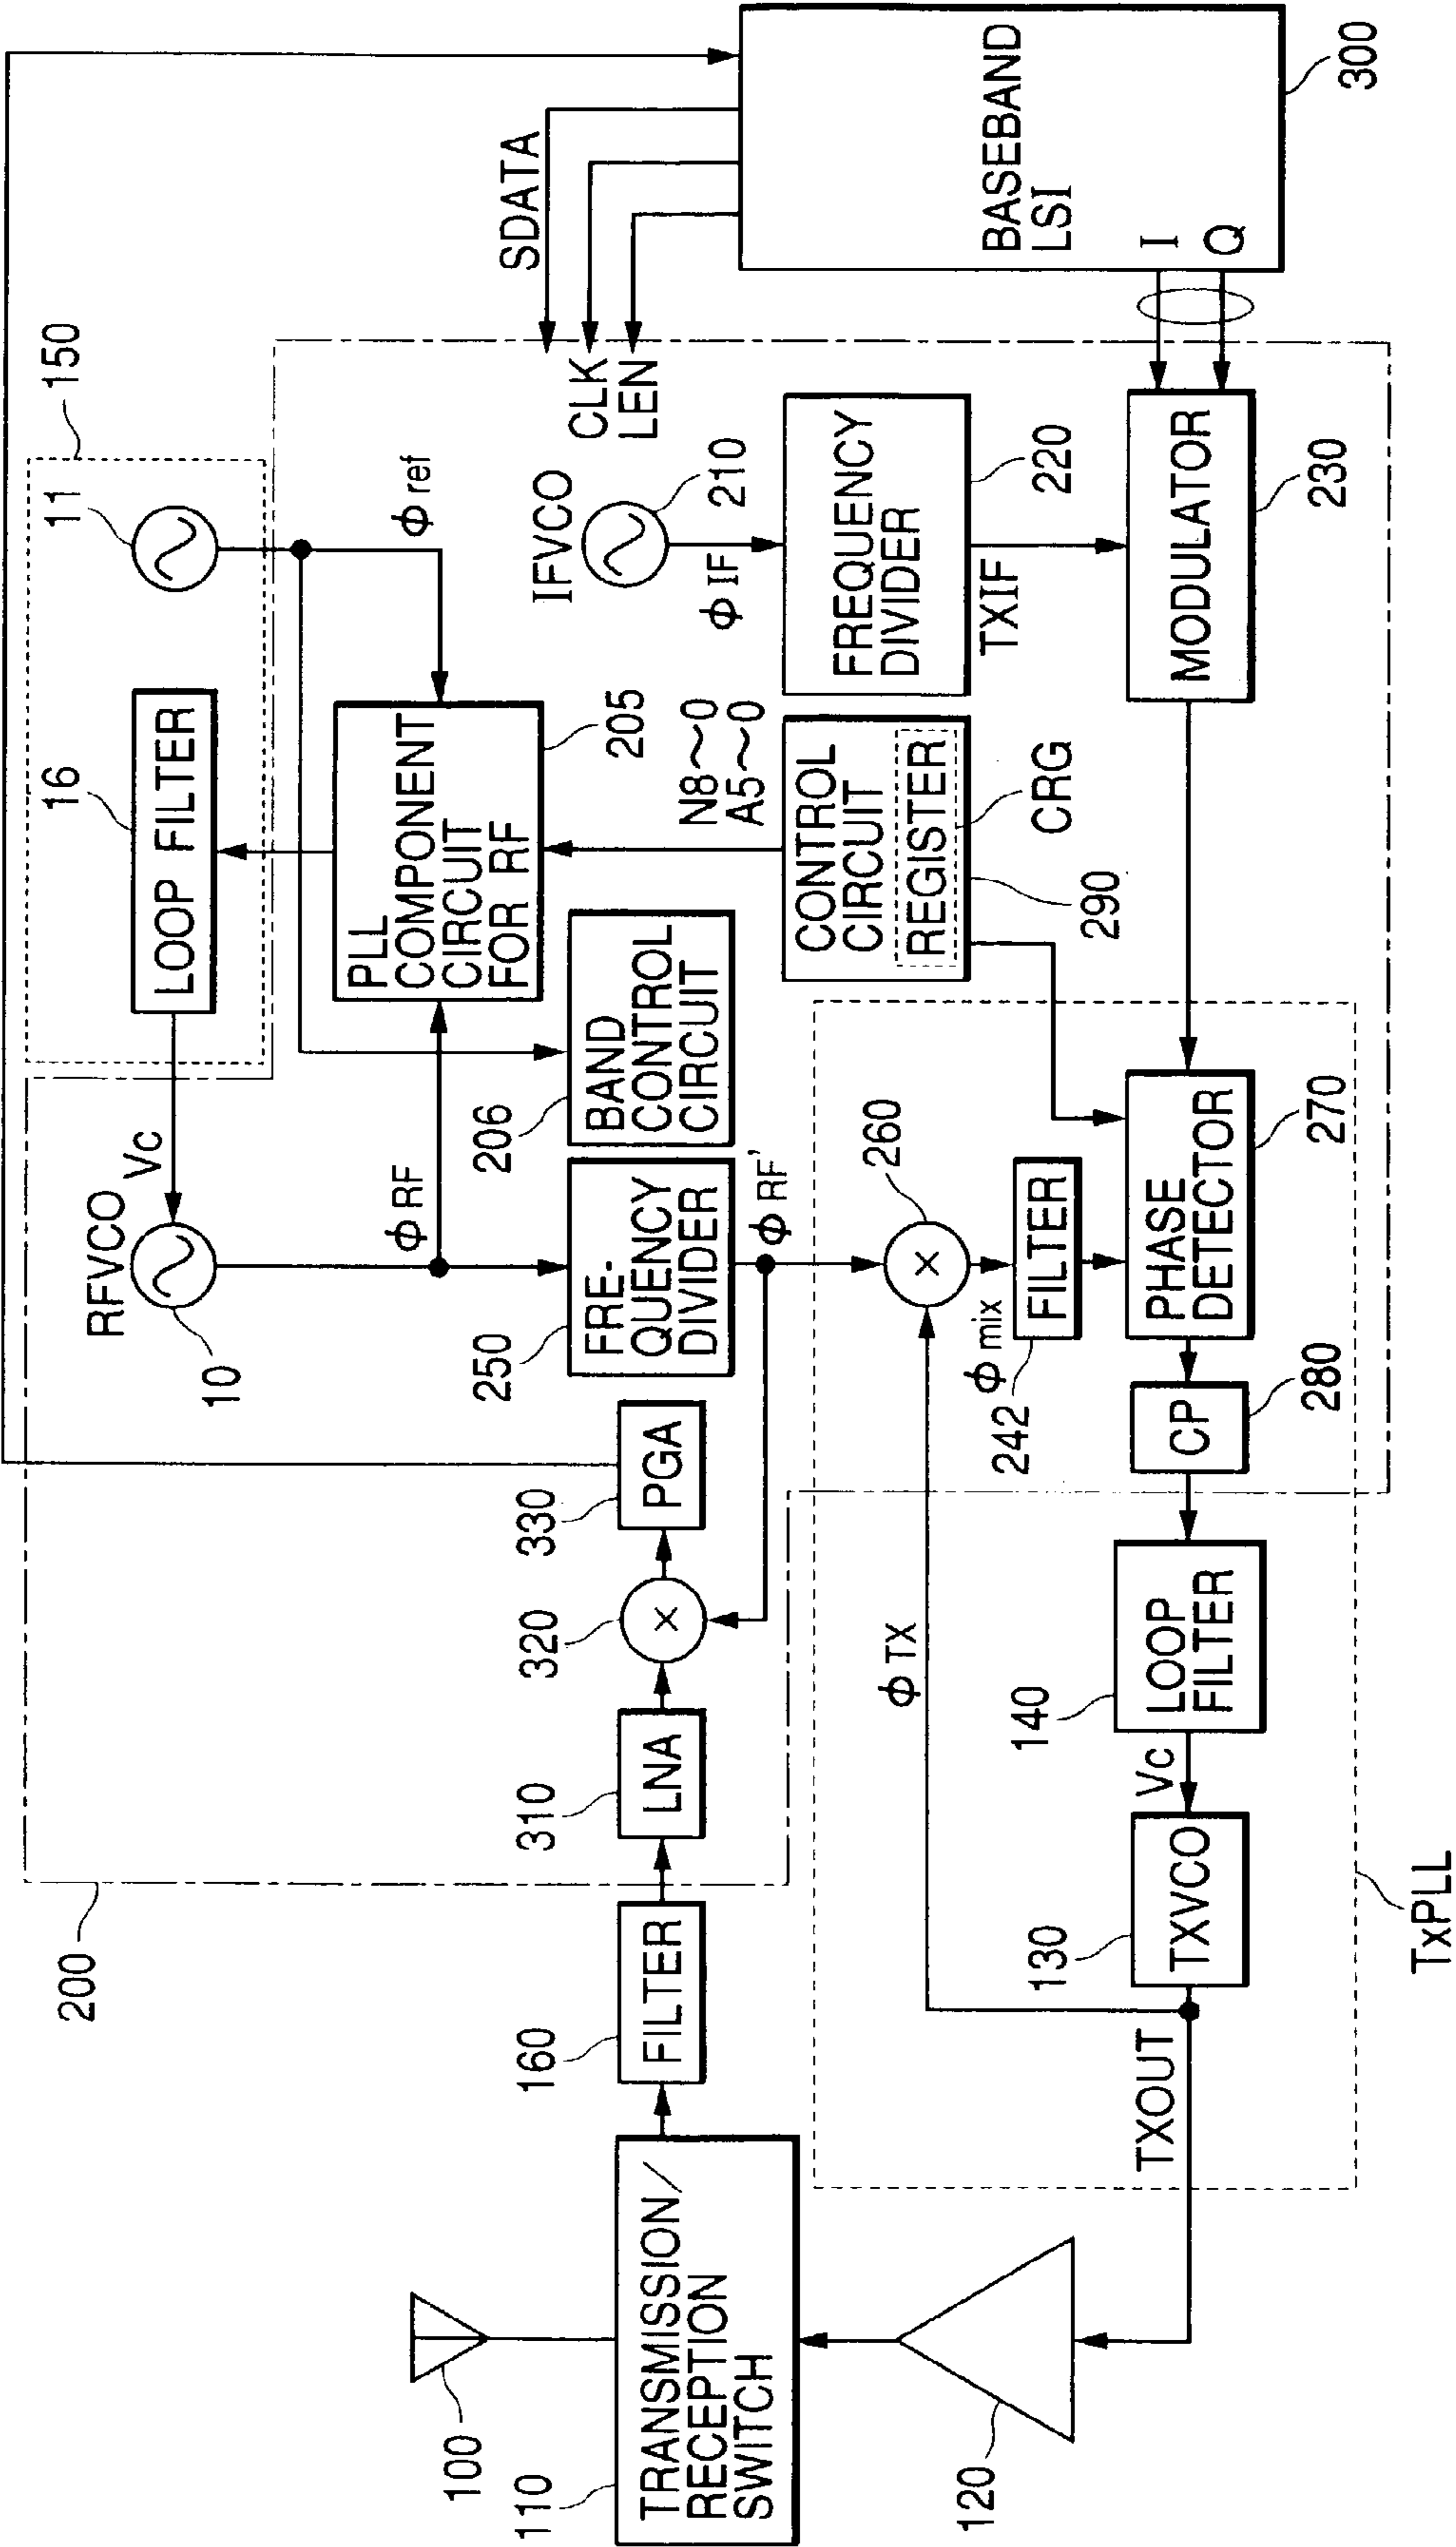 150
11
16
LOOP FILTER
Vc
RFVCO
10
ϕref
ϕRF
PLL
COMPONENT
CIRCUIT
FOR RF
205
206
BAND
CONTROL
CIRCUIT
250
FRE-
QUENCY
DIVIDER
ϕRF'
SDATA
CLK
LEN
IFVCO
210
ϕIF
FREQUENCY
DIVIDER
220
TXIF
N8～0
A5～0
CONTROL
CIRCUIT
REGISTER
CRG
290
BASEBAND
LSI
I
Q
300
MODULATOR
230
260
ϕmix
FILTER
242
PHASE
DETECTOR
270
CP
280
PGA
330
320
LNA
310
FILTER
160
200
ϕTX
LOOP
FILTER
140
Vc
TXVCO
130
TXOUT
TxPLL
100
TRANSMISSION/
RECEPTION
SWITCH
110
120